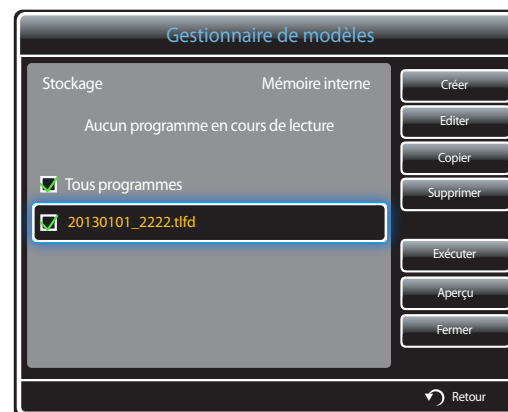 Gestionnaire de modèles
Stockage Mémoire interne
Aucun programme en cours de lecture
Tous programmes
20130101_2222.tlfd
Créer
Editer
Copier
Supprimer
Exécuter
Aperçu
Fermer
Retour